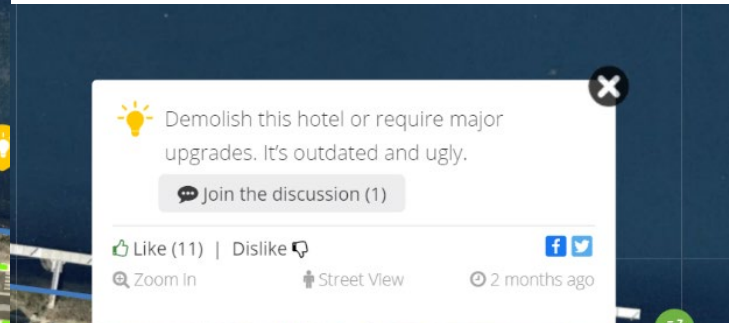 Demolish this hotel or require major
upgrades. It's outdated and ugly.
Join the discussion (1)
Like (11) | Dislike
Zoom In Street View 2 months ago